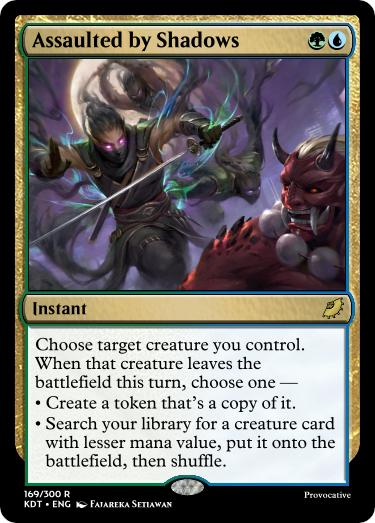 Assaulted by Shadows
Instant
Choose target creature you control.
When that creature leaves the
battlefield this turn, choose one —
• Create a token that's a copy of it.
• Search your library for a creature card
with lesser mana value, put it onto the
battlefield, then shuffle.
169/300 R
KDT • ENG Fajareka Setiawan
Provocative